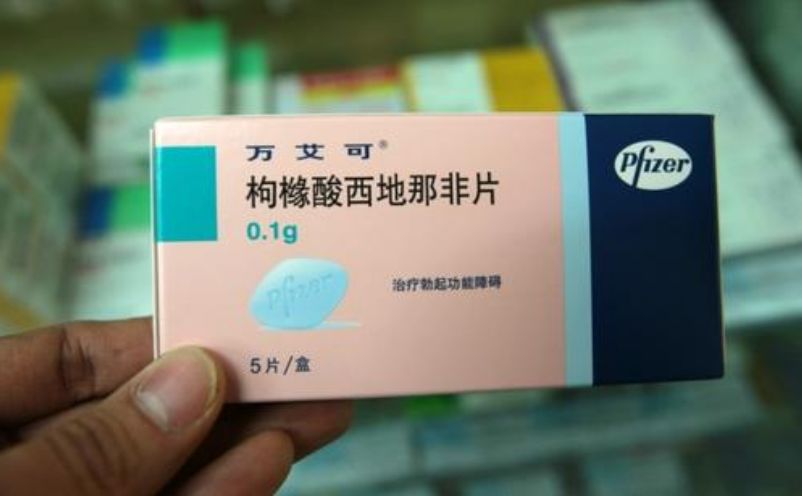 万艾可®
枸橼酸西地那非片
0.1g
Pfizer
治疗勃起功能障碍
5片/盒
Pfizer